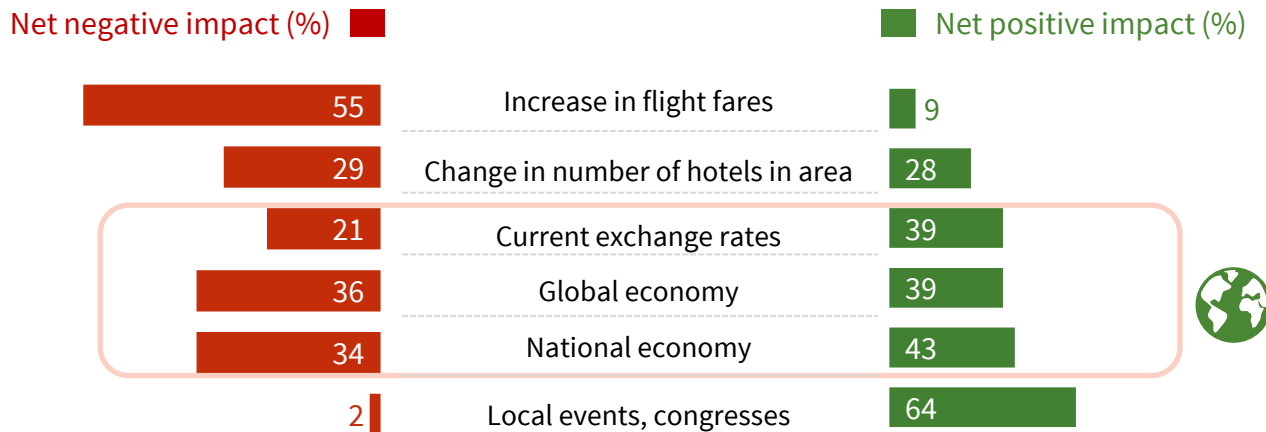 Net negative impact (%) Net positive impact (%)
55 Increase in flight fares 9
29 Change in number of hotels in area 28
21 Current exchange rates 39
36 Global economy 39
34 National economy 43
2 Local events, congresses 64